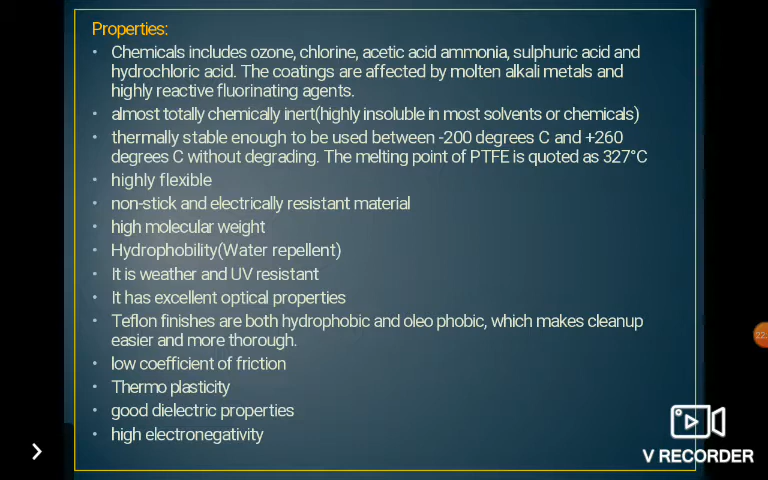 Properties:
• Chemicals includes ozone, chlorine, acetic acid ammonia, sulphuric acid and
hydrochloric acid. The coatings are affected by molten alkali metals and
highly reactive fluorinating agents.
• almost totally chemically inert(highly insoluble in most solvents or chemicals)
• thermally stable enough to be used between -200 degrees C and +260
degrees C without degrading. The melting point of PTFE is quoted as 327°C
• highly flexible
• non-stick and electrically resistant material
• high molecular weight
• Hydrophobility(Water repellent)
• It is weather and UV resistant
• It has excellent optical properties
• Teflon finishes are both hydrophobic and oleo phobic, which makes cleanup
easier and more thorough.
• low coefficient of friction
• Thermo plasticity
• good dielectric properties
• high electronegativity
22:
V RECORDER